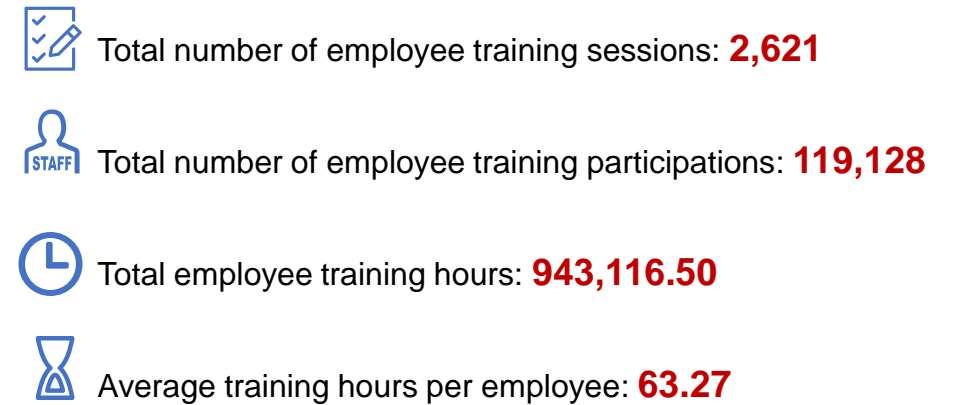 Total number of employee training sessions: 2,621
STAFF
Total number of employee training participations: 119,128
Total employee training hours: 943,116.50
Average training hours per employee: 63.27